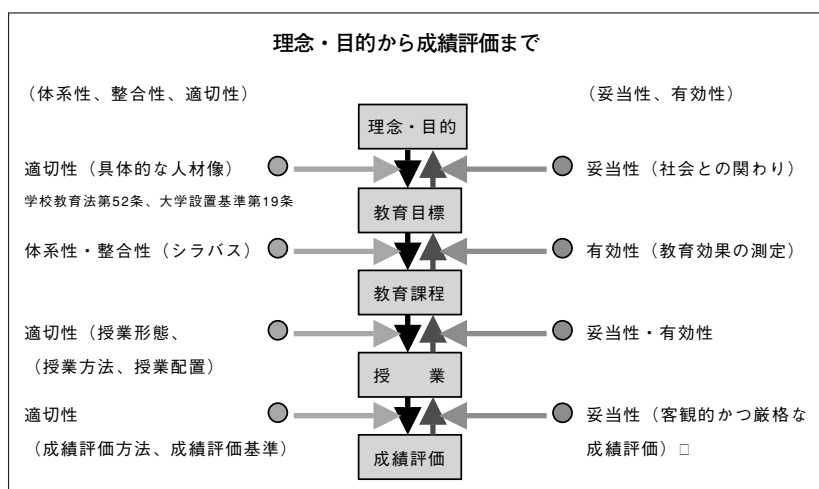 理念・目的から成績評価まで
（体系性、整合性、適切性）
（妥当性、有効性）
理念・目的
適切性（具体的な人材像）
妥当性（社会との関わり）
学校教育法第52条、大学設置基準第19条
教育目標
体系性・整合性（シラバス）
有効性（教育効果の測定）
教育課程
適切性（授業形態、
妥当性・有効性
（授業方法、授業配置）
授　　業
適切性
妥当性（客観的かつ厳格な
（成績評価方法、成績評価基準）
成績評価）□
成績評価